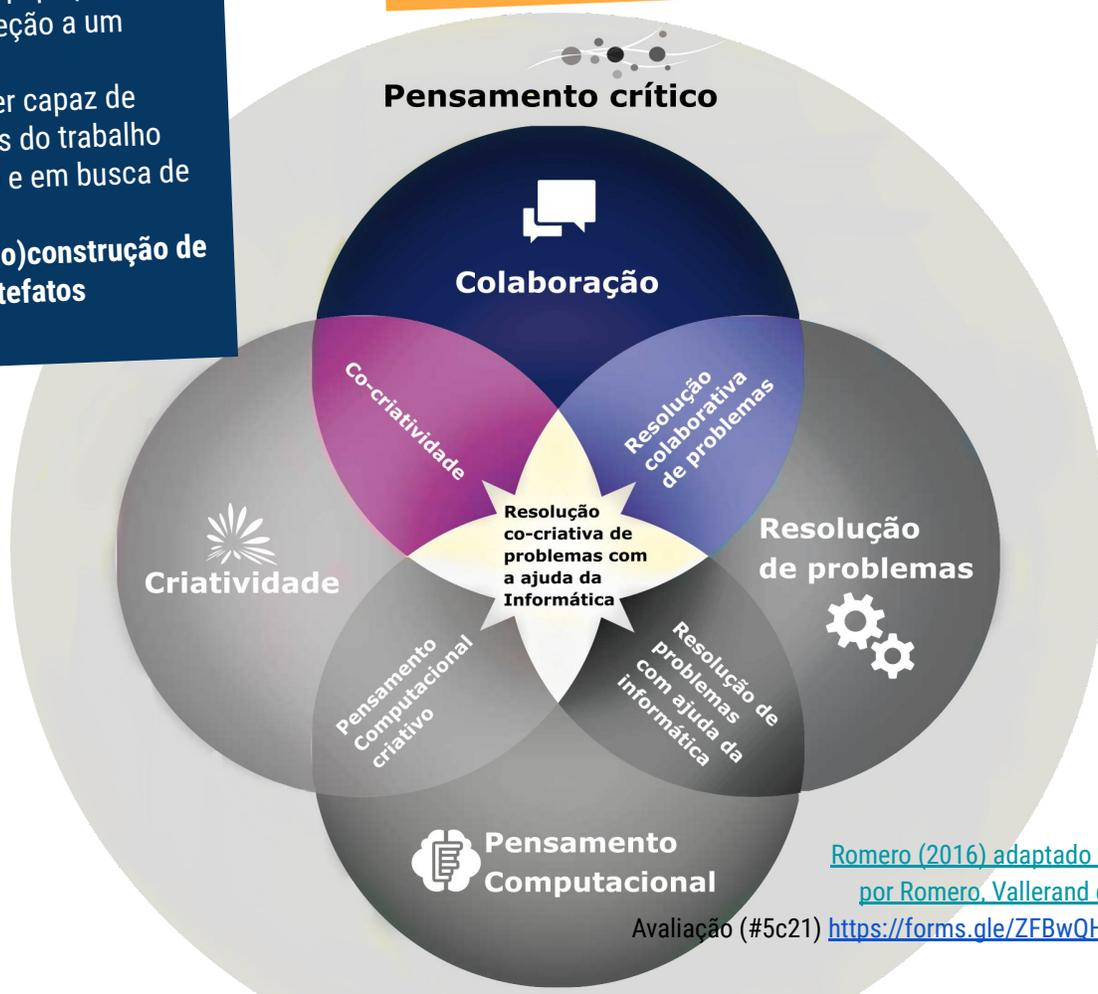 eção a um
er capaz de
s do trabalho
e em busca de
o)construção de
tefatos
Pensamento crítico
Colaboração
Co-criatividade
Resolução
colaborativa
de problemas
Criatividade
Resolução
co-criativa de
problemas com
a ajuda da
Informática
Resolução
de problemas
Pensamento
Computacional
criativo
Resolução de
problemas
com ajuda da
informática
Pensamento
Computacional
Romero (2016) adaptado
por Romero, Vallerand
Avaliação (#5c21) https://forms.gle/ZFBwQH